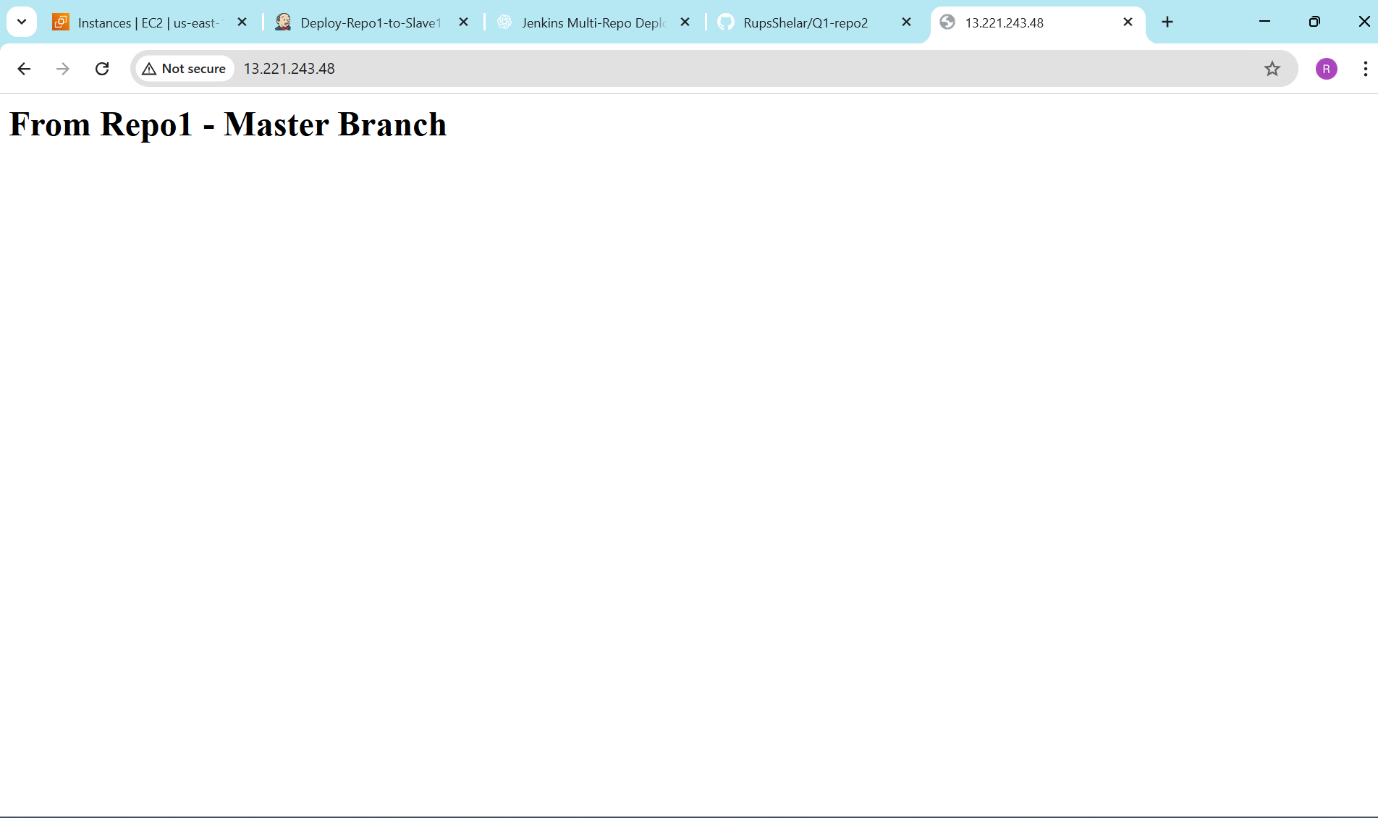 Instances | EC2 | us-east-
Deploy-Repo1-to-Slave1
Jenkins Multi-Repo Deplo
RupsShelar/Q1-repo2
13.221.243.48
Not secure
13.221.243.48
R
From Repo1 - Master Branch